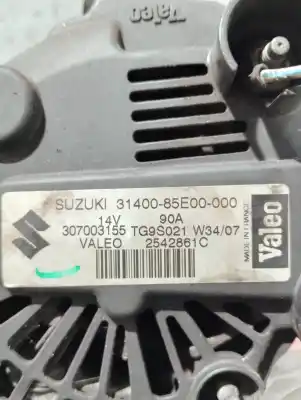 Valeo
SUZUKI 31400-85E00-000
14V 90A
307003155 TG9S021 W34/07
VALEO 2542861C
MADE IN FRANCE
Valeo